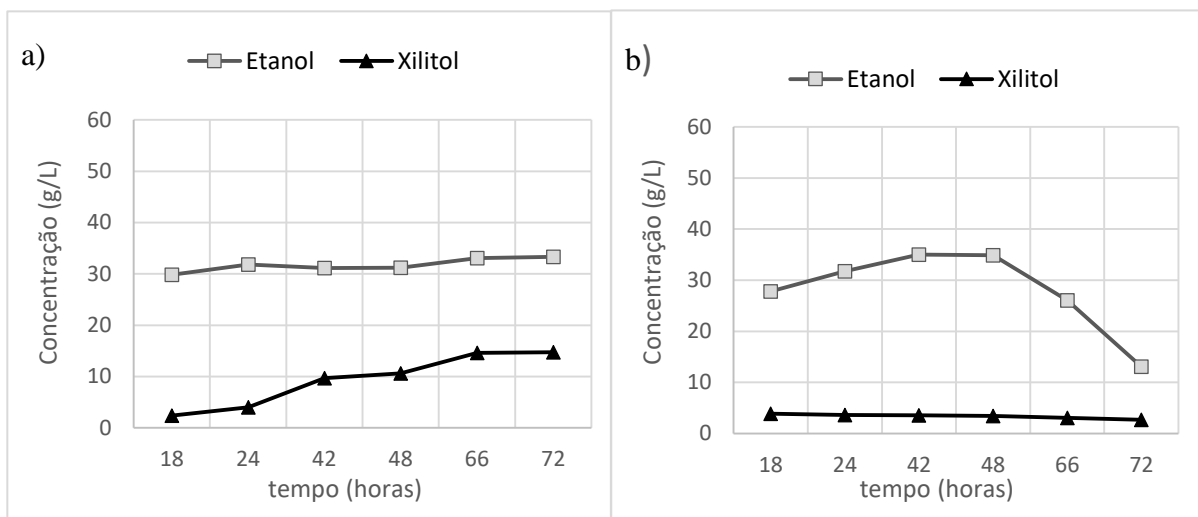 a)
Etanol Xilitol
Concentração (g/L)
60
50
40
30
20
10
0
18 24 42 48 66 72
tempo (horas)
b)
Etanol Xilitol
Concentração (g/L)
60
50
40
30
20
10
0
18 24 42 48 66 72
tempo (horas)